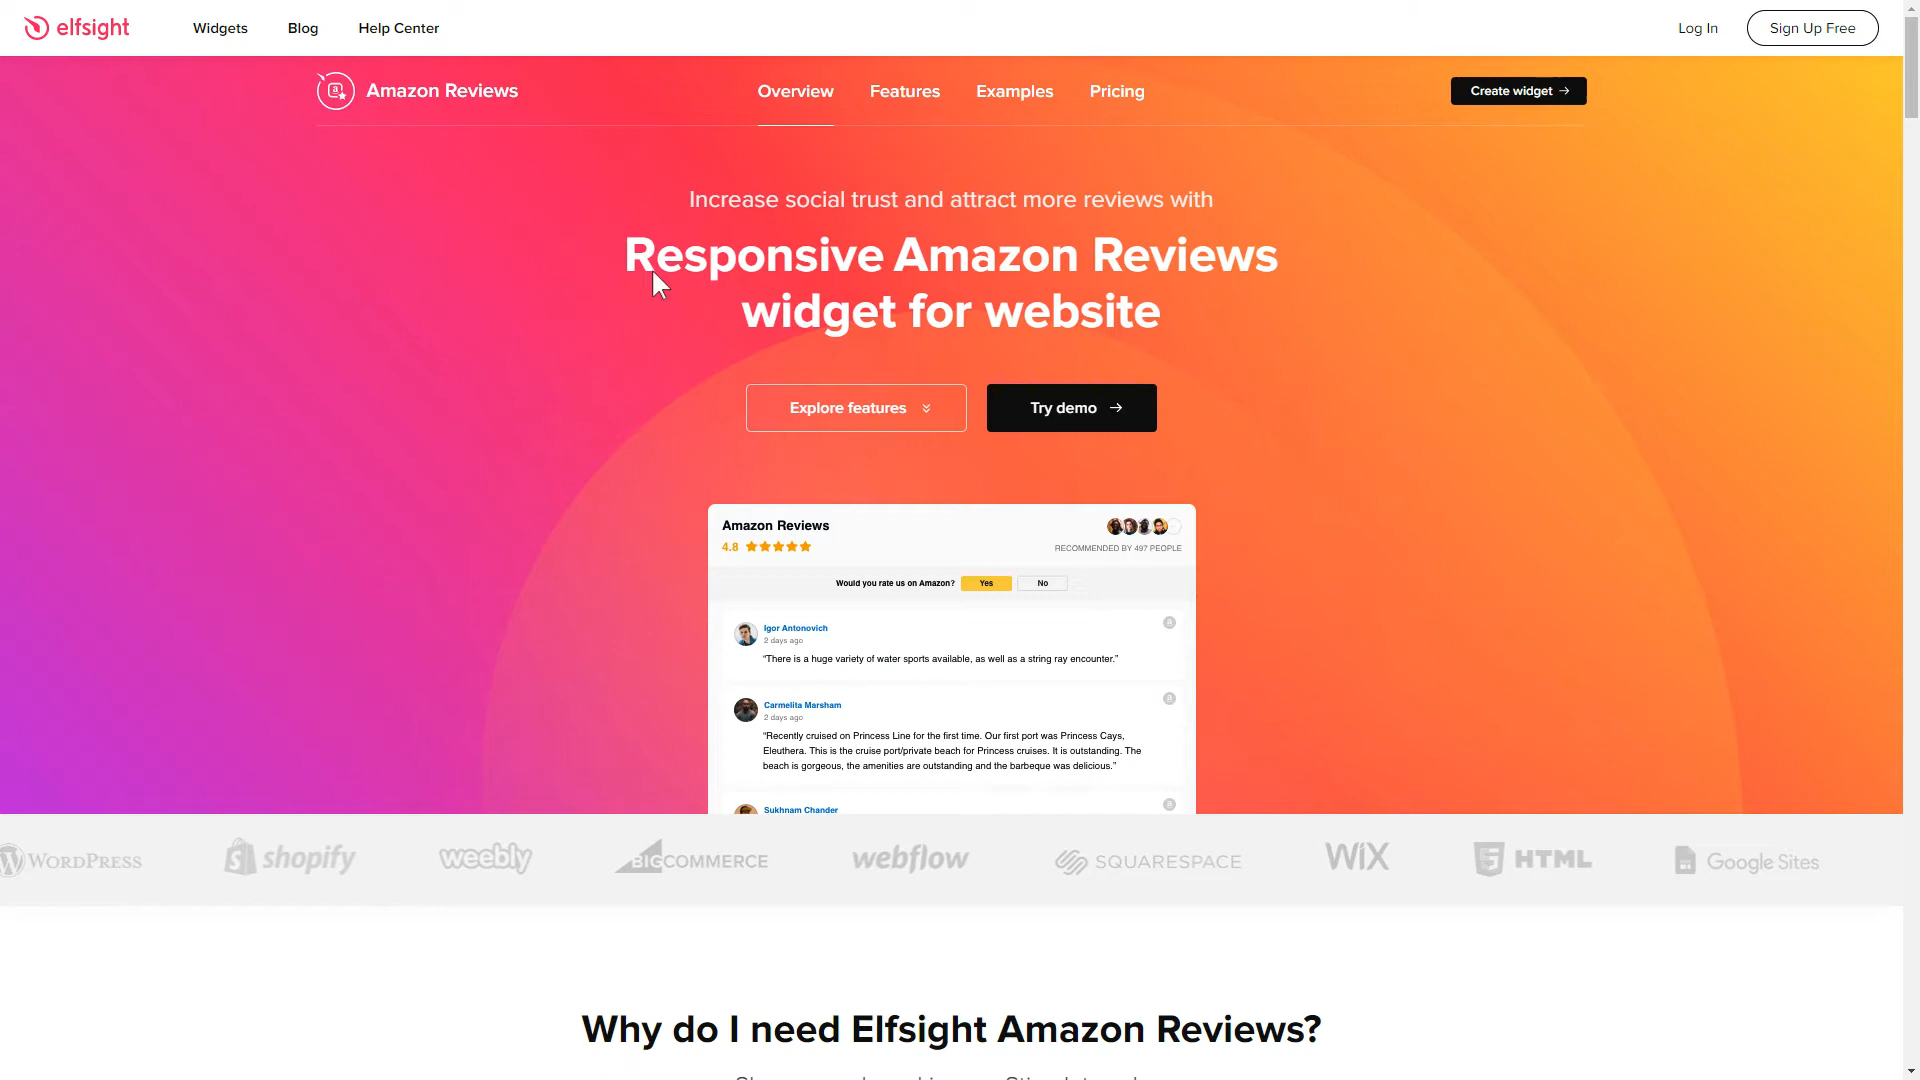 elfsight
Widgets
Blog
Help Center
Log In
Sign Up Free
Amazon Reviews
Overview
Features
Examples
Pricing
Create widget
Increase social trust and attract more reviews with
Responsive Amazon Reviews
widget for website
Explore features
Try demo
Amazon Reviews
4.8
RECOMMENDED BY 497 PEOPLE
Would you rate us on Amazon?
Yes
No
Igor Antonovich
2 days ago
“There is a huge variety of water sports available, as well as a string ray encounter.”
Carmelita Marsham
2 days ago
“Recently cruised on Princess Line for the first time. Our first port was Princess Cays,
Eleuthera. This is the cruise port/private beach for Princess cruises. It is outstanding. The
beach is gorgeous, the amenities are outstanding and the barbeque was delicious.”
Sukhnam Chander
WORDPRESS
shopify
weebly
BIGCOMMERCE
webflow
SQUARESPACE
WIX
HTML
Google Sites
Why do I need Elfsight Amazon Reviews?